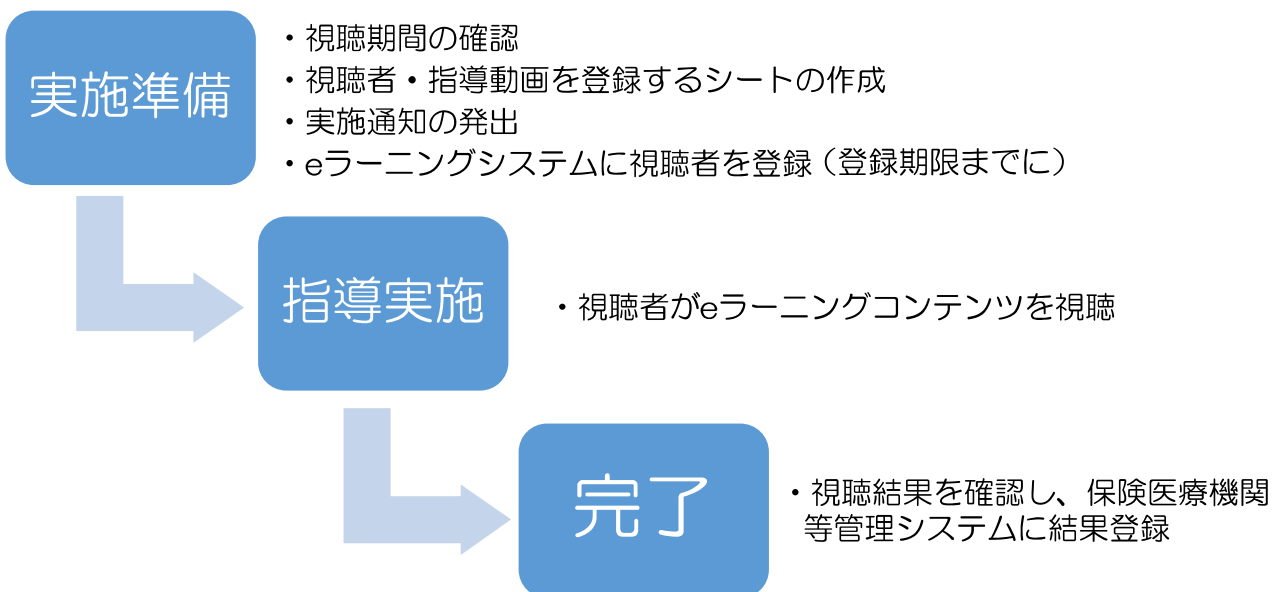 実施準備
・視聴期間の確認
・視聴者・指導動画を登録するシートの作成
・実施通知の発出
・eラーニングシステムに視聴者を登録（登録期限までに）
指導実施
・視聴者がeラーニングコンテンツを視聴
完了
・視聴結果を確認し、保険医療機関
等管理システムに結果登録